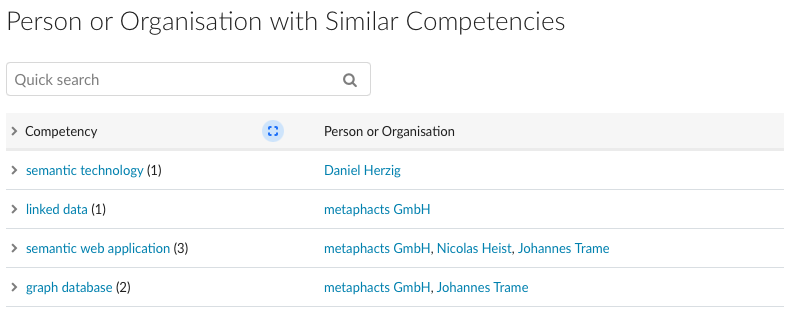 Person or Organisation with Similar Competencies
Quick search
Competency Person or Organisation
semantic technology (1) Daniel Herzig
linked data (1) metaphacts GmbH
semantic web application (3) metaphacts GmbH, Nicolas Heist, Johannes Trame
graph database (2) metaphacts GmbH, Johannes Trame